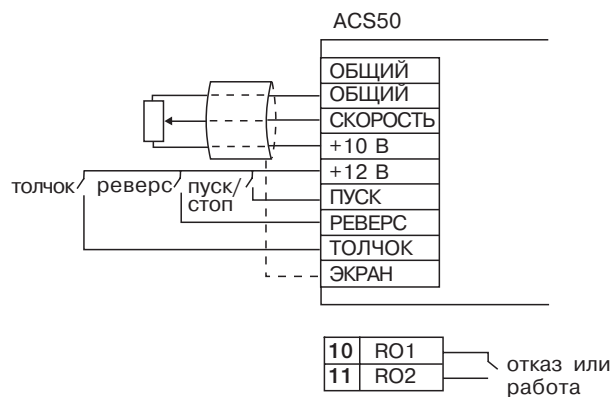 ACS50
ОБЩИЙ
ОБЩИЙ
СКОРОСТЬ
+10 В
+12 В
толчок реверс пуск/
стоп
ПУСК
РЕВЕРС
ТОЛЧОК
ЭКРАН
10 RO1
11 RO2
отказ или
работа